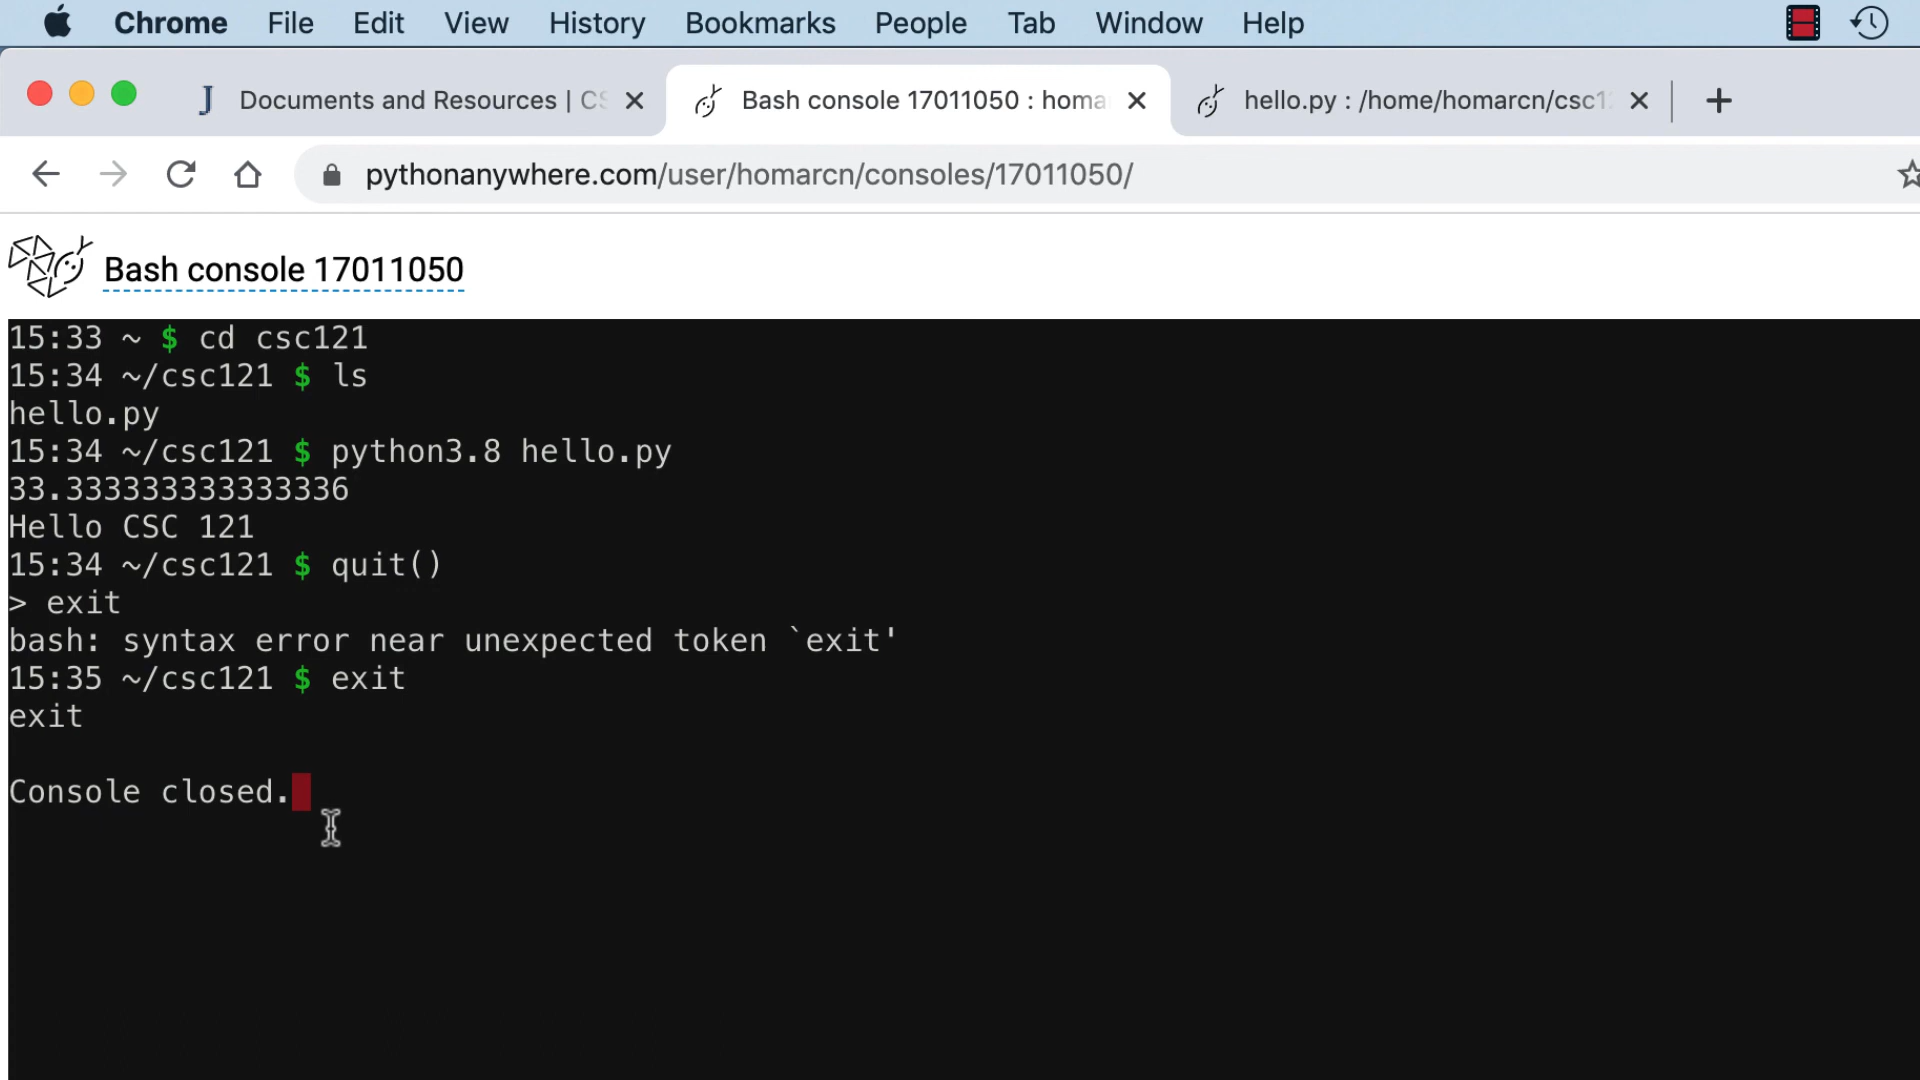 Chrome File Edit View History Bookmarks People Tab Window Help
Documents and Resources | CS
Bash console 17011050 : homa
hello.py : /home/homarcn/csc1
pythonanywhere.com/user/homarcn/consoles/17011050/
Bash console 17011050
15:33 ~ $ cd csc121
15:34 ~/csc121 $ ls
hello.py
15:34 ~/csc121 $ python3.8 hello.py
33.333333333333336
Hello CSC 121
15:34 ~/csc121 $ quit()
> exit
bash: syntax error near unexpected token `exit'
15:35 ~/csc121 $ exit
exit
Console closed.